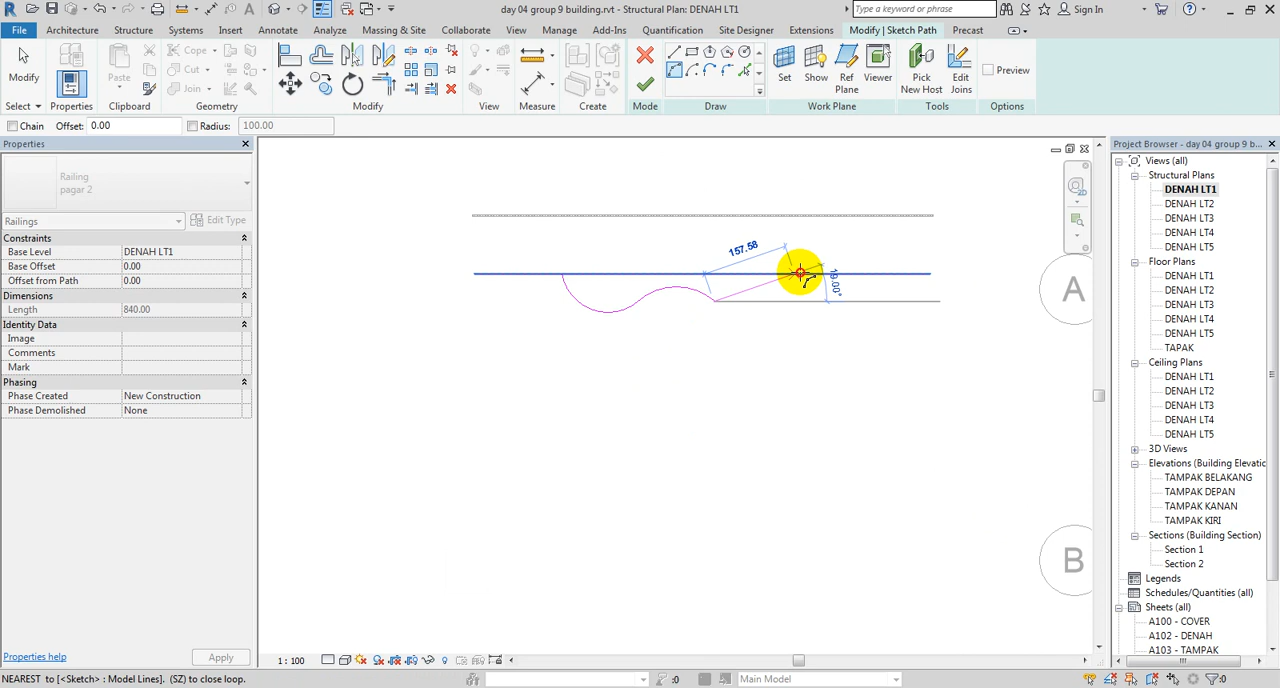 day 04 group 9 building.rvt - Structural Plan: DENAH LT1
Type a keyword or phrase
Sign In
File Architecture Structure Systems Insert Annotate Analyze Massing & Site Collaborate View Manage Add-Ins Quantification Site Designer Extensions Modify | Sketch Path Precast
Modify Properties Paste Cope Cut Join Set Show Ref Plane Viewer Pick New Host Edit Joins Preview
Select Properties Clipboard Geometry Modify View Measure Create Mode Draw Work Plane Tools Options
Chain Offset: 0.00 Radius: 100.00
Properties
Railing
pagar 2
Railings Edit Type
Constraints
Base Level DENAH LT1
Base Offset 0.00
Offset from Path 0.00
Dimensions
Length 840.00
Identity Data
Image
Comments
Mark
Phasing
Phase Created New Construction
Phase Demolished None
Properties help Apply
157.58
19.00°
A
B
2D
Project Browser - day 04 group 9 b...
Views (all)
Structural Plans
DENAH LT1
DENAH LT2
DENAH LT3
DENAH LT4
DENAH LT5
Floor Plans
DENAH LT1
DENAH LT2
DENAH LT3
DENAH LT4
DENAH LT5
TAPAK
Ceiling Plans
DENAH LT1
DENAH LT2
DENAH LT3
DENAH LT4
DENAH LT5
3D Views
Elevations (Building Elevatic
TAMPAK BELAKANG
TAMPAK DEPAN
TAMPAK KANAN
TAMPAK KIRI
Sections (Building Section)
Section 1
Section 2
Legends
Schedules/Quantities (all)
Sheets (all)
A100 - COVER
A102 - DENAH
A103 - TAMPAK
1 : 100
NEAREST to [<Sketch> : Model Lines]. (SZ) to close loop.
:0 Main Model :0